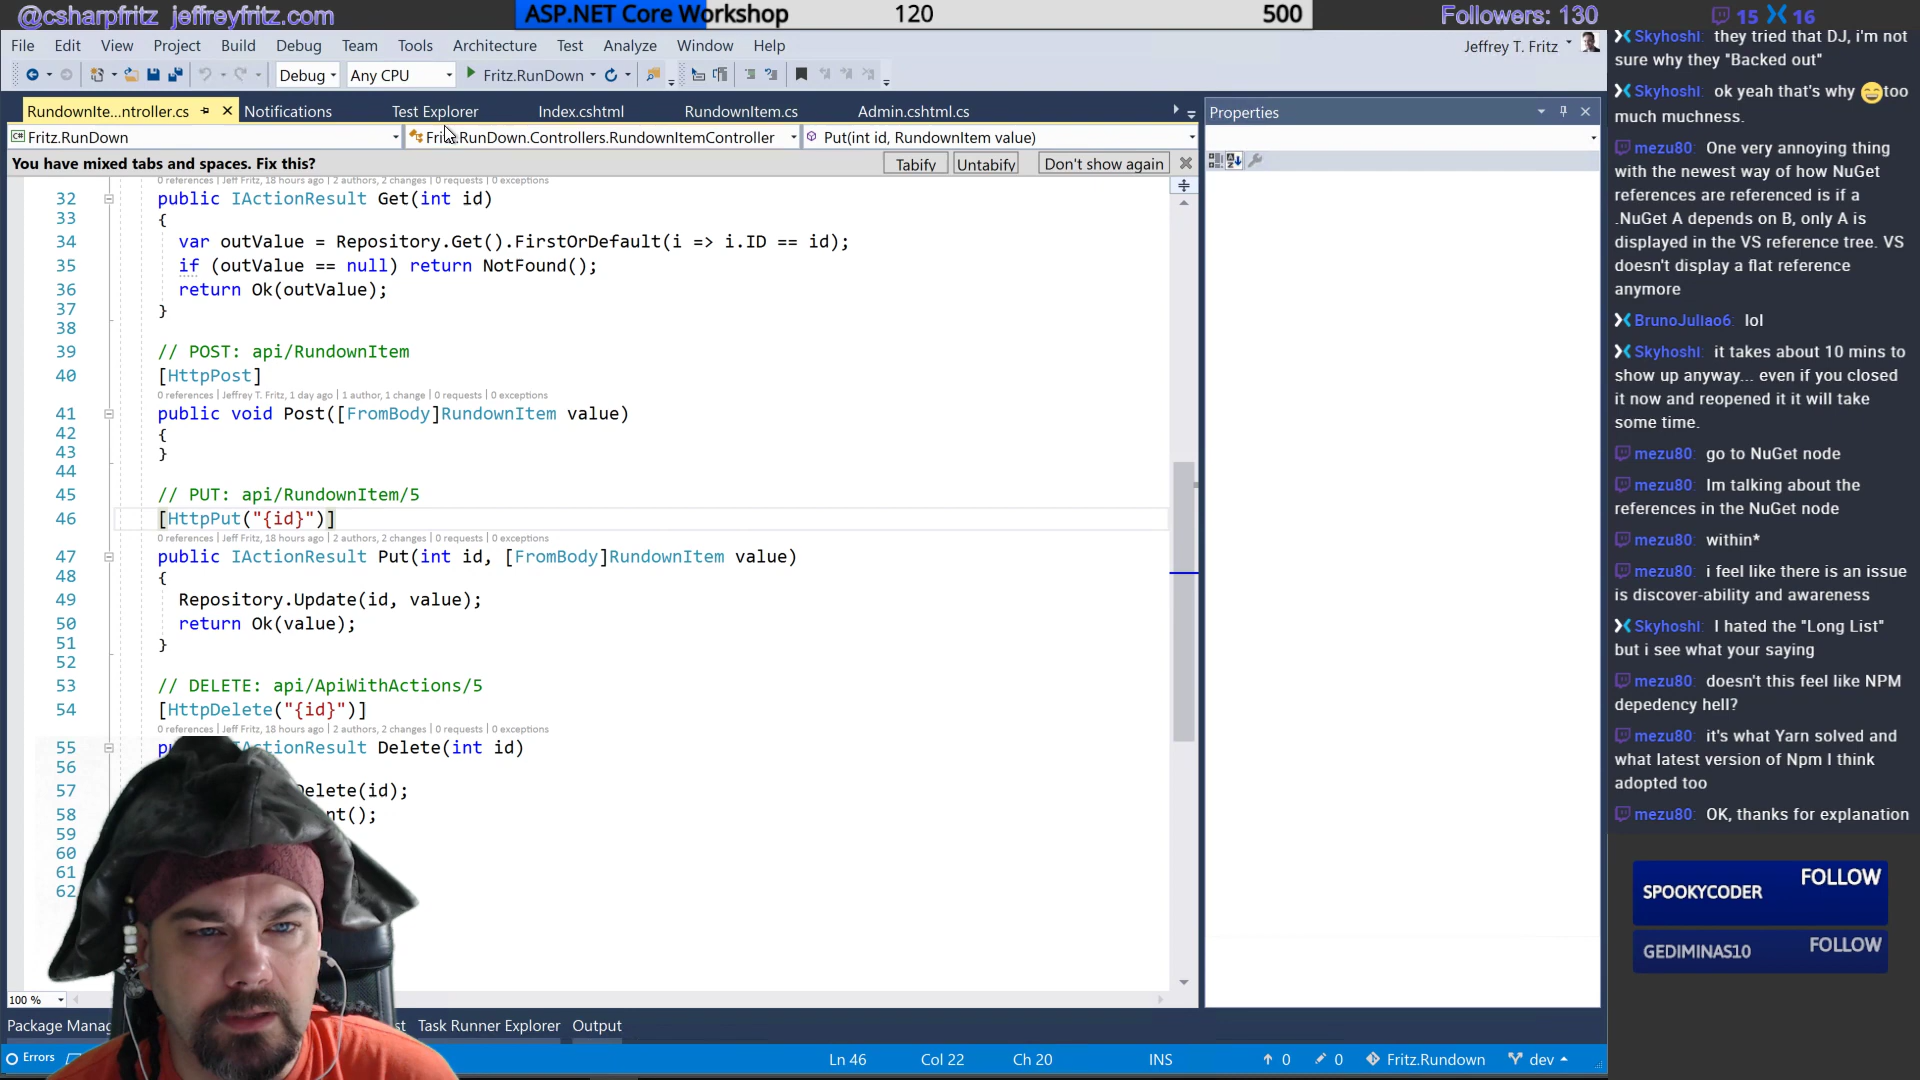 @csharpfritz jeffreyfritz.com
ASP.NET Core Workshop 120 500
Followers: 130
15 16
File Edit View Project Build Debug Team Tools Architecture Test Analyze Window Help
Jeffrey T. Fritz
Debug Any CPU Fritz.RunDown
RundownIte...ntroller.cs Notifications Test Explorer Index.cshtml RundownItem.cs Admin.cshtml.cs
Properties
Fritz.RunDown Fritz.RunDown.Controllers.RundownItemController Put(int id, RundownItem value)
You have mixed tabs and spaces. Fix this? Tabify Untabify Don't show again
0 references | Jeff Fritz, 18 hours ago | 2 authors, 2 changes | 0 requests | 0 exceptions
32 public IActionResult Get(int id)
33 {
34 var outValue = Repository.Get().FirstOrDefault(i => i.ID == id);
35 if (outValue == null) return NotFound();
36 return Ok(outValue);
37 }
38
39 // POST: api/RundownItem
40 [HttpPost]
0 references | Jeffrey T. Fritz, 1 day ago | 1 author, 1 change | 0 requests | 0 exceptions
41 public void Post([FromBody]RundownItem value)
42 {
43 }
44
45 // PUT: api/RundownItem/5
46 [HttpPut("{id}")]
0 references | Jeff Fritz, 18 hours ago | 2 authors, 2 changes | 0 requests | 0 exceptions
47 public IActionResult Put(int id, [FromBody]RundownItem value)
48 {
49 Repository.Update(id, value);
50 return Ok(value);
51 }
52
53 // DELETE: api/ApiWithActions/5
54 [HttpDelete("{id}")]
0 references | Jeff Fritz, 18 hours ago | 2 authors, 2 changes | 0 requests | 0 exceptions
55 IActionResult Delete(int id)
56
57 Delete(id);
58 nt();
59
60
61
62
100 %
Package Mana Task Runner Explorer Output
Errors Ln 46 Col 22 Ch 20 INS 0 0 Fritz.Rundown dev
Skyhoshi: they tried that DJ, i'm not
sure why they "Backed out"
Skyhoshi: ok yeah that's why too
much muchness.
mezu80: One very annoying thing
with the newest way of how NuGet
references are referenced is if a
.NuGet A depends on B, only A is
displayed in the VS reference tree. VS
doesn't display a flat reference
anymore
BrunoJuliao6: lol
Skyhoshi: it takes about 10 mins to
show up anyway... even if you closed
it now and reopened it it will take
some time.
mezu80: go to NuGet node
mezu80: Im talking about the
references in the NuGet node
mezu80: within*
mezu80: i feel like there is an issue
is discover-ability and awareness
Skyhoshi: I hated the "Long List"
but i see what your saying
mezu80: doesn't this feel like NPM
depedency hell?
mezu80: it's what Yarn solved and
what latest version of Npm I think
adopted too
mezu80: OK, thanks for explanation
SPOOKYCODER FOLLOW
GEDIMINAS10 FOLLOW